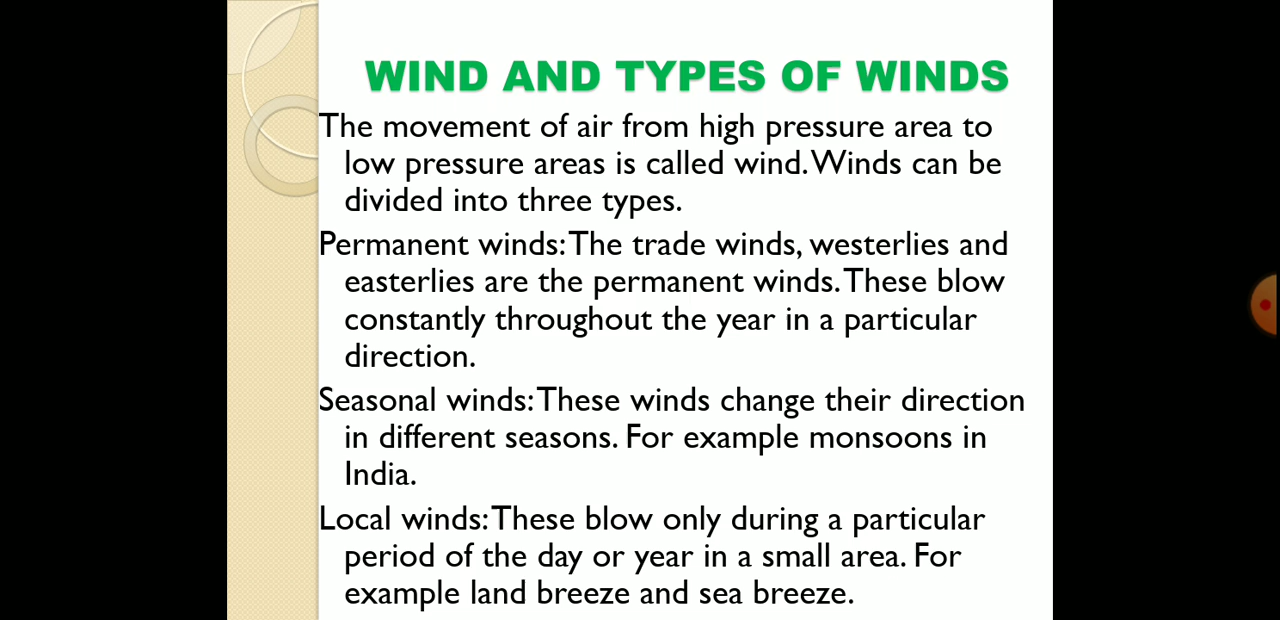 WIND AND TYPES OF WINDS
The movement of air from high pressure area to
low pressure areas is called wind. Winds can be
divided into three types.
Permanent winds: The trade winds, westerlies and
easterlies are the permanent winds. These blow
constantly throughout the year in a particular
direction.
Seasonal winds: These winds change their direction
in different seasons. For example monsoons in
India.
Local winds: These blow only during a particular
period of the day or year in a small area. For
example land breeze and sea breeze.